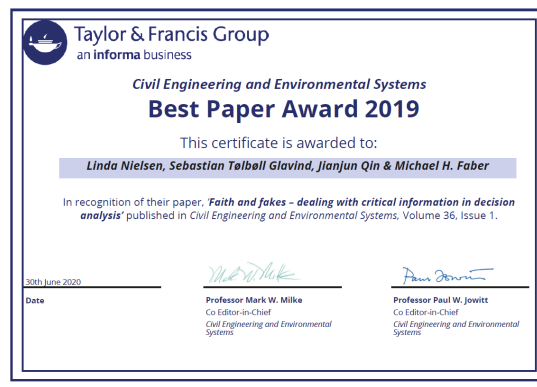 Taylor & Francis Group
an informa business
Civil Engineering and Environmental Systems
Best Paper Award 2019
This certificate is awarded to:
Linda Nielsen, Sebastian Tølbøll Glavind, Jianjun Qin & Michael H. Faber
In recognition of their paper, ‘Faith and fakes – dealing with critical information in decision
analysis’ published in Civil Engineering and Environmental Systems, Volume 36, Issue 1.
Mark W. Milke
Paul Jowitt
30th June 2020
Date
Professor Mark W. Milke
Co Editor-in-Chief
Civil Engineering and Environmental
Systems
Professor Paul W. Jowitt
Co Editor-in-Chief
Civil Engineering and Environmental
Systems